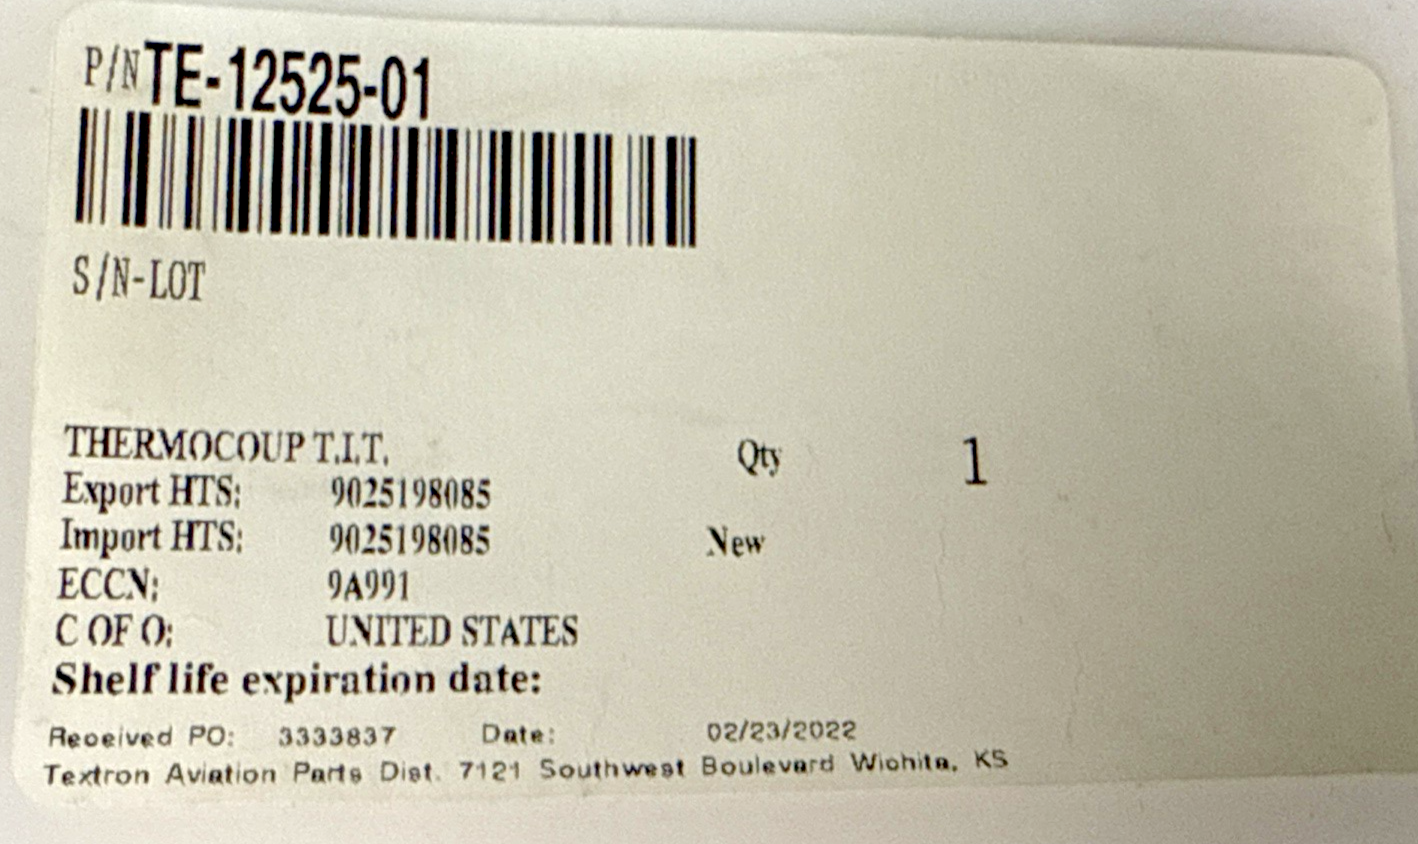 P/N TE-12525-01
S/N-LOT
THERMOCOUP T.I.T. Qty 1
Export HTS: 9025198085
Import HTS: 9025198085 New
ECCN: 9A991
C OF O: UNITED STATES
Shelf life expiration date:
Received PO: 3333837 Date: 02/23/2022
Textron Aviation Parts Dist. 7121 Southwest Boulevard Wichita, KS